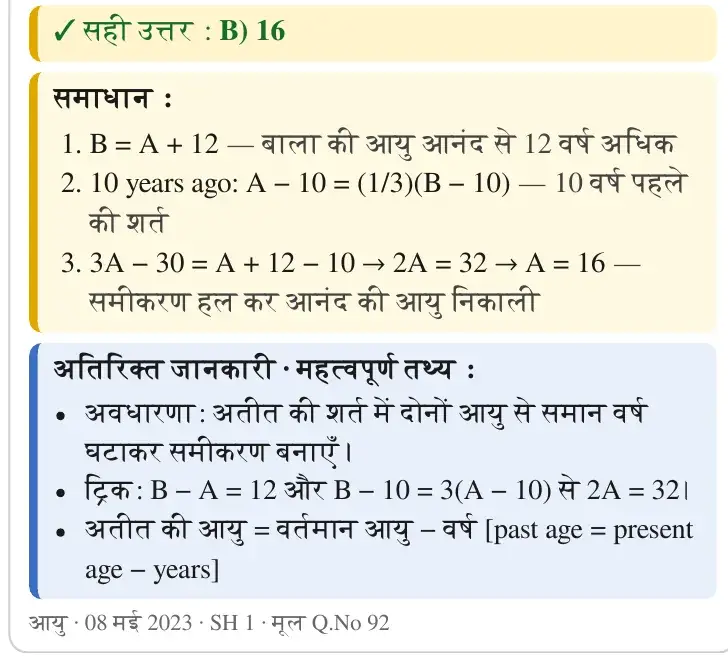 ✓ सही उत्तर : B) 16
समाधान :
1. B = A + 12 — बाला की आयु आनंद से 12 वर्ष अधिक
2. 10 years ago: A − 10 = (1/3)(B − 10) — 10 वर्ष पहले
की शर्त
3. 3A − 30 = A + 12 − 10 → 2A = 32 → A = 16 —
समीकरण हल कर आनंद की आयु निकाली
अतिरिक्त जानकारी · महत्वपूर्ण तथ्य :
• अवधारणा : अतीत की शर्त में दोनों आयु से समान वर्ष
घटाकर समीकरण बनाएँ।
• ट्रिक : B − A = 12 और B − 10 = 3(A − 10) से 2A = 32।
• अतीत की आयु = वर्तमान आयु − वर्ष [past age = present
age − years]
आयु · 08 मई 2023 · SH 1 · मूल Q.No 92